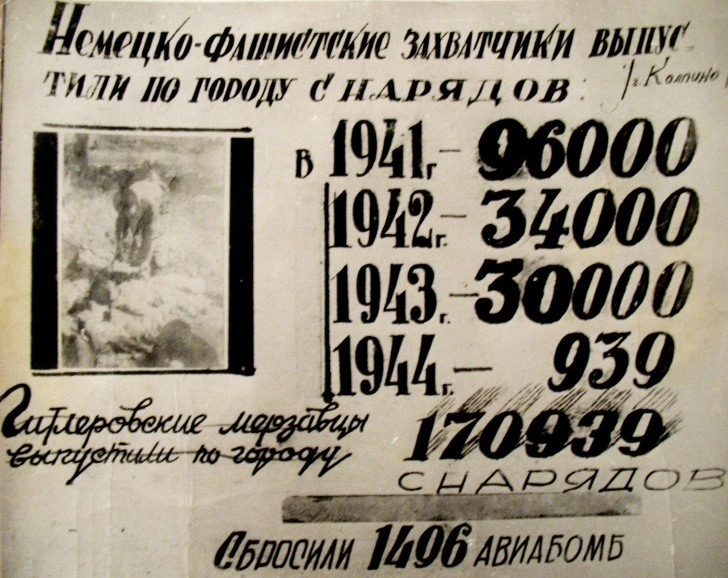 Немецко-фашистские захватчики выпус-
тили по городу снарядов:
г. Колпино
в 1941г. – 96000
1942г. – 34000
1943г. – 30000
1944г. – 939
Гитлеровские мерзавцы
выпустили по городу
170939
снарядов
Сбросили 1496 авиабомб